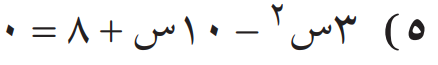 ٥) ٣س٢ − ١٠س + ٨ = ٠